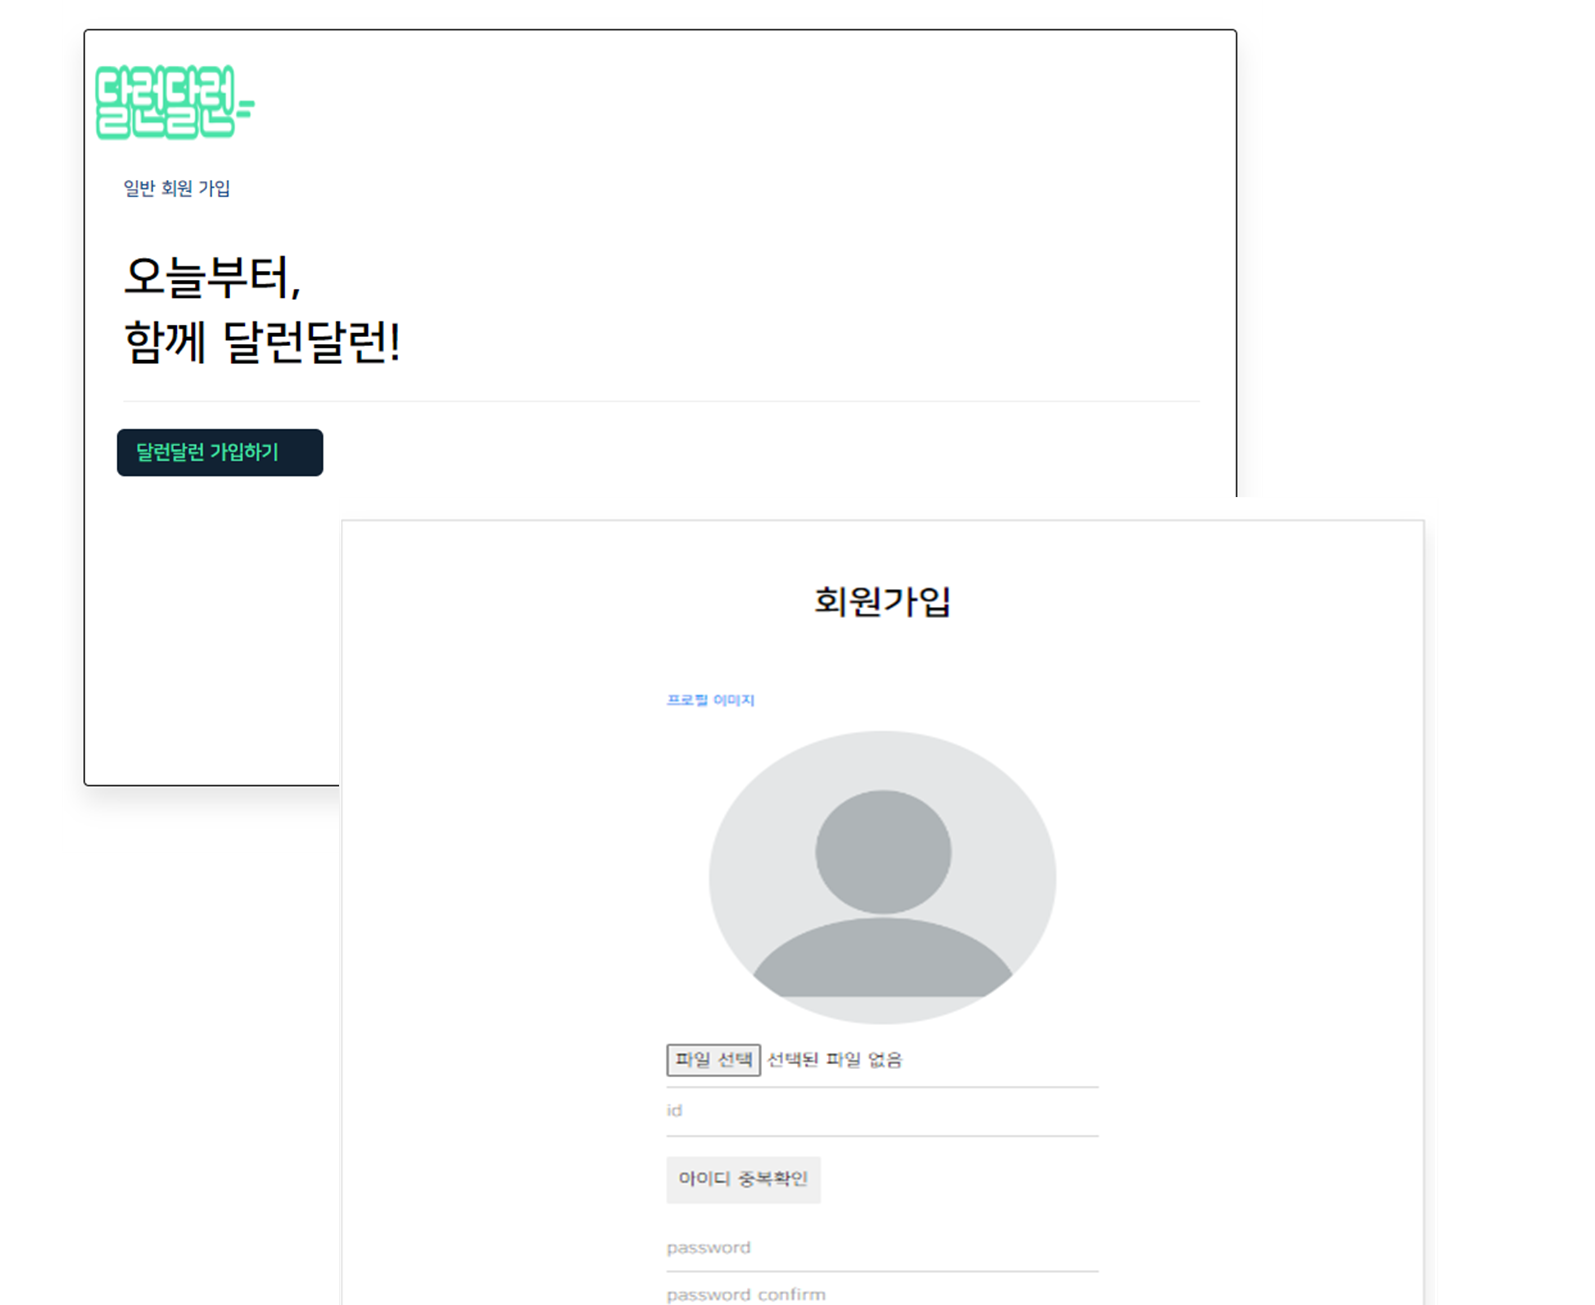 달런달런
일반 회원 가입
오늘부터,
함께 달런달런!
달런달런 가입하기
회원가입
프로필 이미지
파일 선택 선택된 파일 없음
id
아이디 중복확인
password
password confirm